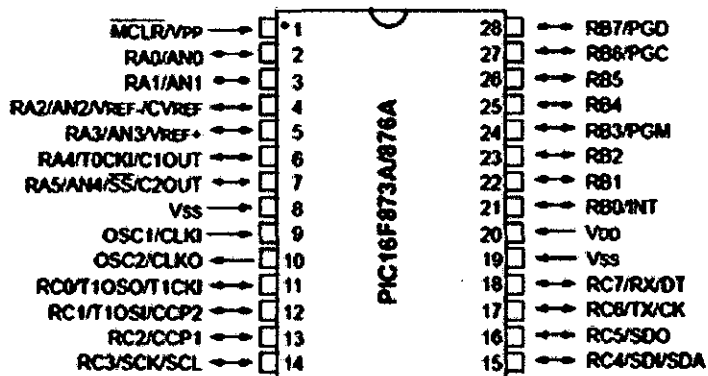 MCLR/VPP 1 28 RB7/PGD
RA0/AN0 2 27 RB6/PGC
RA1/AN1 3 26 RB5
RA2/AN2/VREF-/CVREF 4 25 RB4
RA3/AN3/VREF+ 5 24 RB3/PGM
RA4/T0CKI/C1OUT 6 23 RB2
RA5/AN4/SS/C2OUT 7 22 RB1
VSS 8 21 RB0/INT
OSC1/CLKI 9 20 VDD
OSC2/CLKO 10 19 VSS
RC0/T1OSO/T1CKI 11 18 RC7/RX/DT
RC1/T1OSI/CCP2 12 17 RC6/TX/CK
RC2/CCP1 13 16 RC5/SDO
RC3/SCK/SCL 14 15 RC4/SDI/SDA
PIC16F873A/876A